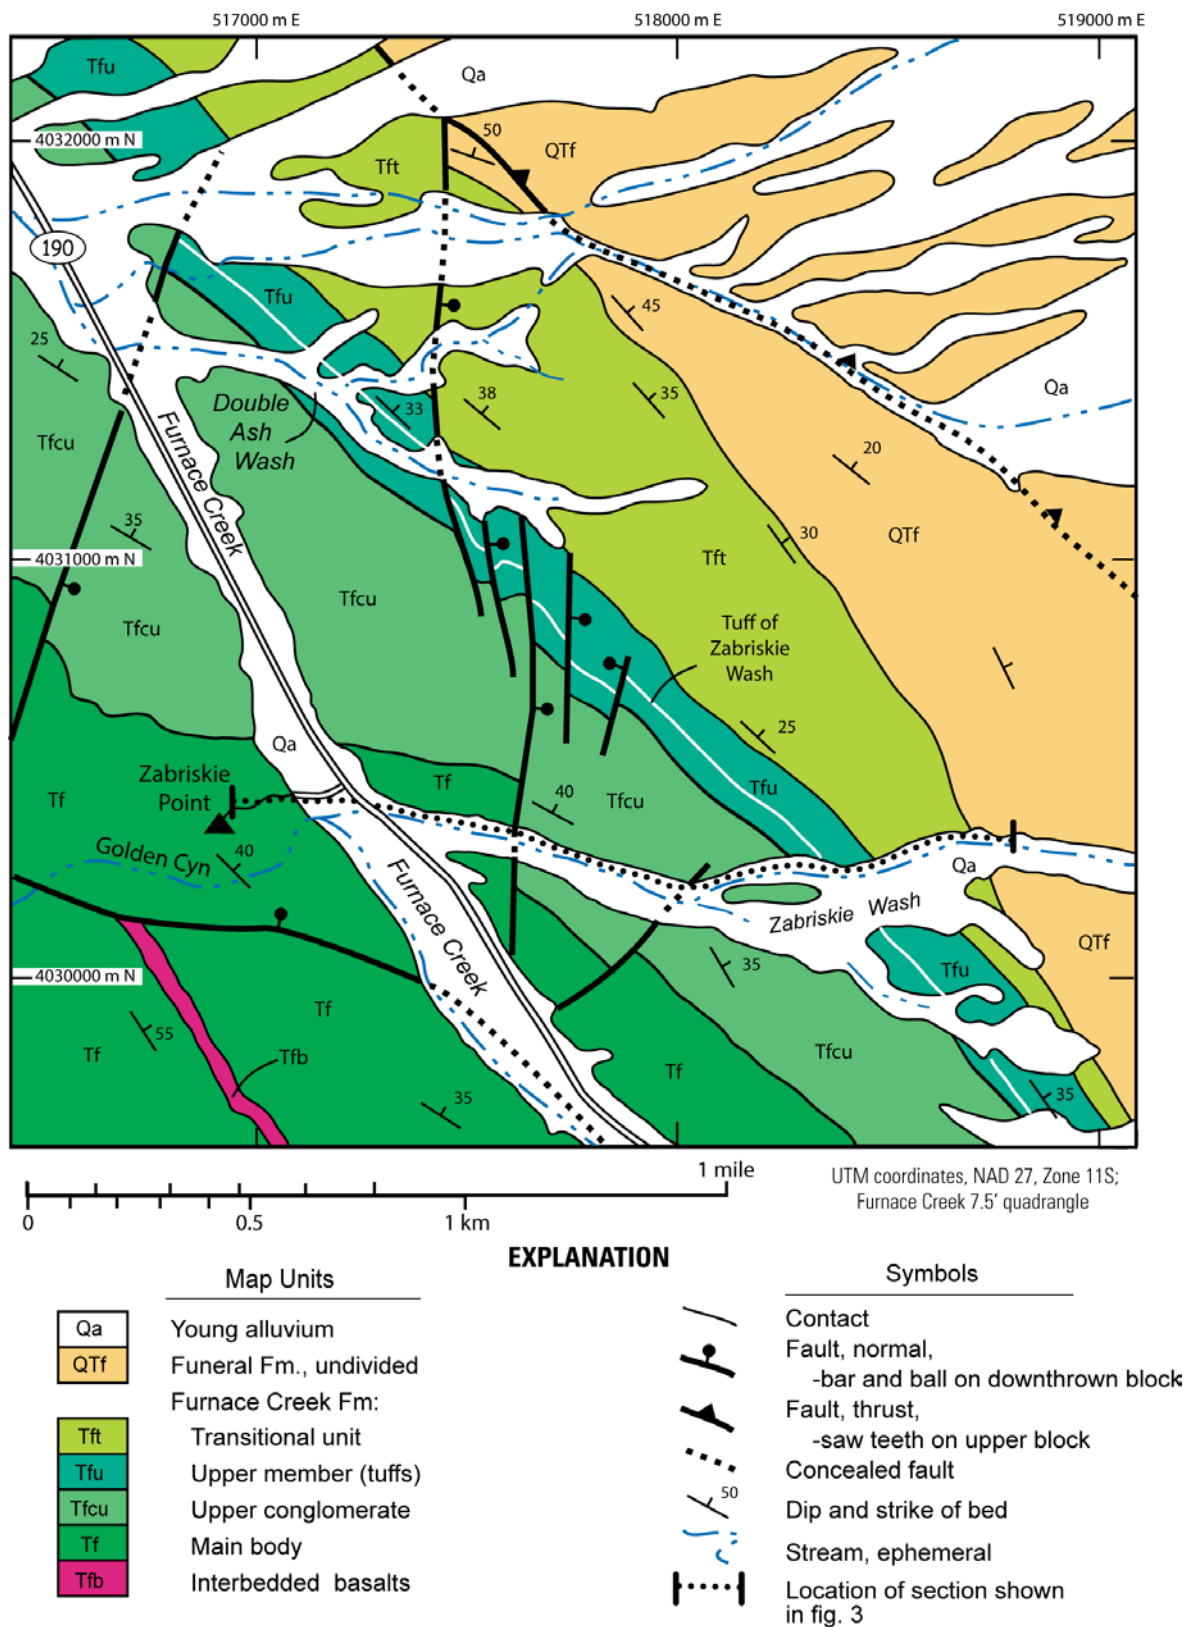 517000 m E
518000 m E
519000 m E
Tfu
Qa
4032000 m N
50
QTf
Tft
190
Tfu
45
25
Qa
35
38
33
Double
Ash
Wash
Tfcu
Furnace Creek
20
35
30
QTf
4031000 m N
Tft
Tfcu
Tfcu
Tuff of
Zabriskie
Wash
25
Qa
Zabriskie
Point
Tf
Tf
40
Tfcu
Tfu
Golden Cyn
40
Furnace Creek
Qa
Zabriskie Wash
QTf
35
Tfu
4030000 m N
Tf
55
Tf
Tfb
Tfcu
Tf
35
35
1 mile
0
0.5
1 km
UTM coordinates, NAD 27, Zone 11S;
Furnace Creek 7.5' quadrangle
EXPLANATION
Map Units
Qa Young alluvium
QTf Funeral Fm., undivided
Furnace Creek Fm:
Tft Transitional unit
Tfu Upper member (tuffs)
Tfcu Upper conglomerate
Tf Main body
Tfb Interbedded basalts
Symbols
Contact
Fault, normal,
-bar and ball on downthrown block
Fault, thrust,
-saw teeth on upper block
Concealed fault
50 Dip and strike of bed
Stream, ephemeral
Location of section shown
in fig. 3